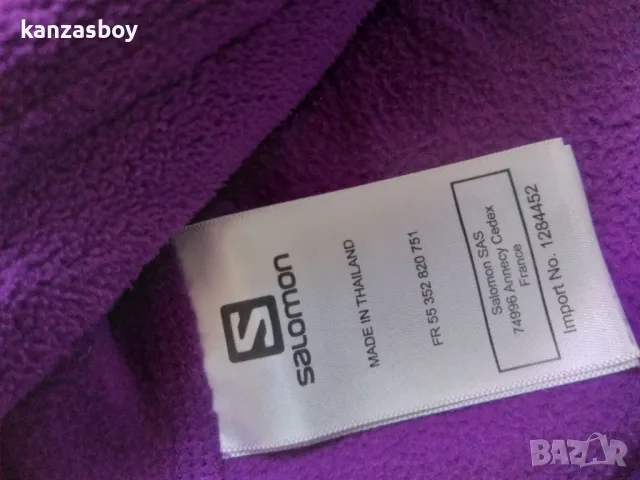 kanzasboy
salomon
MADE IN THAILAND
FR 55 352 820 751
Salomon SAS
74996 Annecy Cedex
France
Import No. 1284452
BAZAR